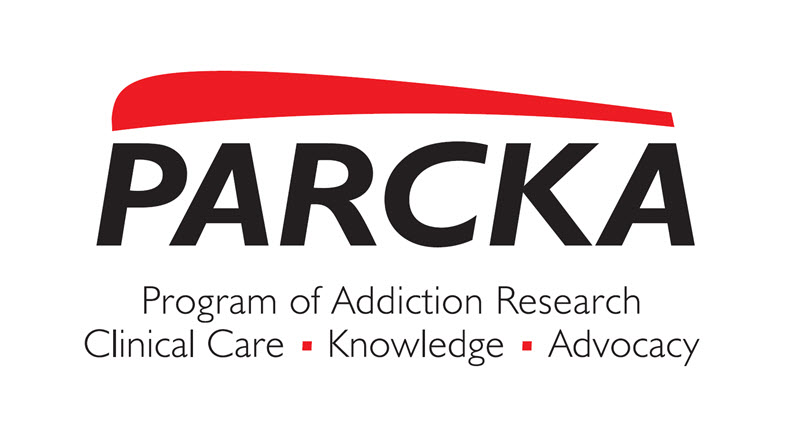 PARCKA
Program of Addiction Research
Clinical Care ▪ Knowledge ▪ Advocacy